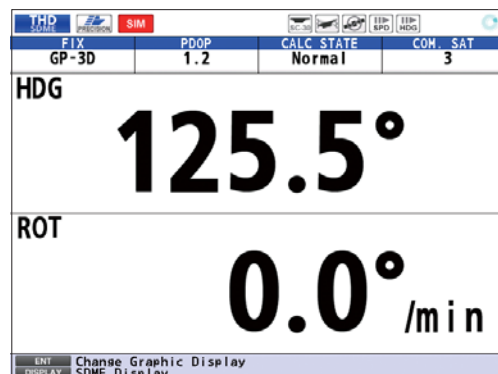 THD SDME PRECISION SIM SC-30 SPD HDG
FIX PDOP CALC STATE COM. SAT
GP-3D 1.2 Normal 3
HDG
125.5°
ROT
0.0°/min
ENT Change Graphic Display
DISPLAY SDME Display